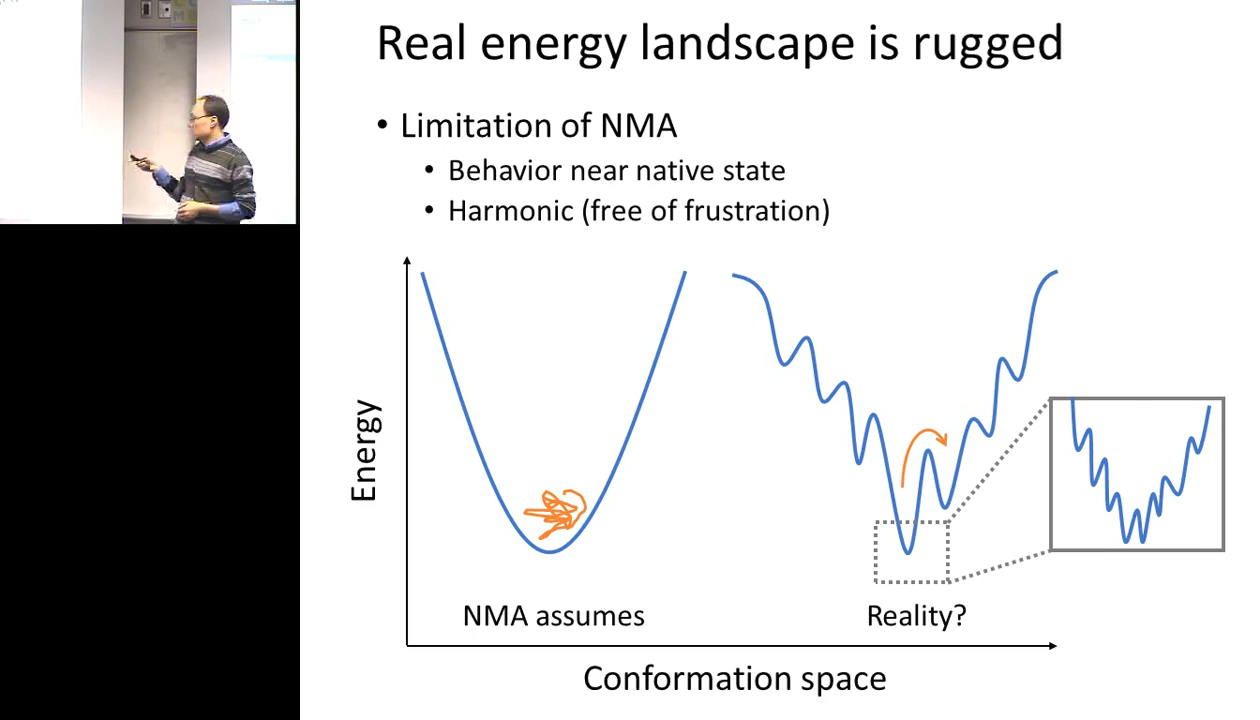 Real energy landscape is rugged
• Limitation of NMA
• Behavior near native state
• Harmonic (free of frustration)
Energy
NMA assumes
Reality?
Conformation space